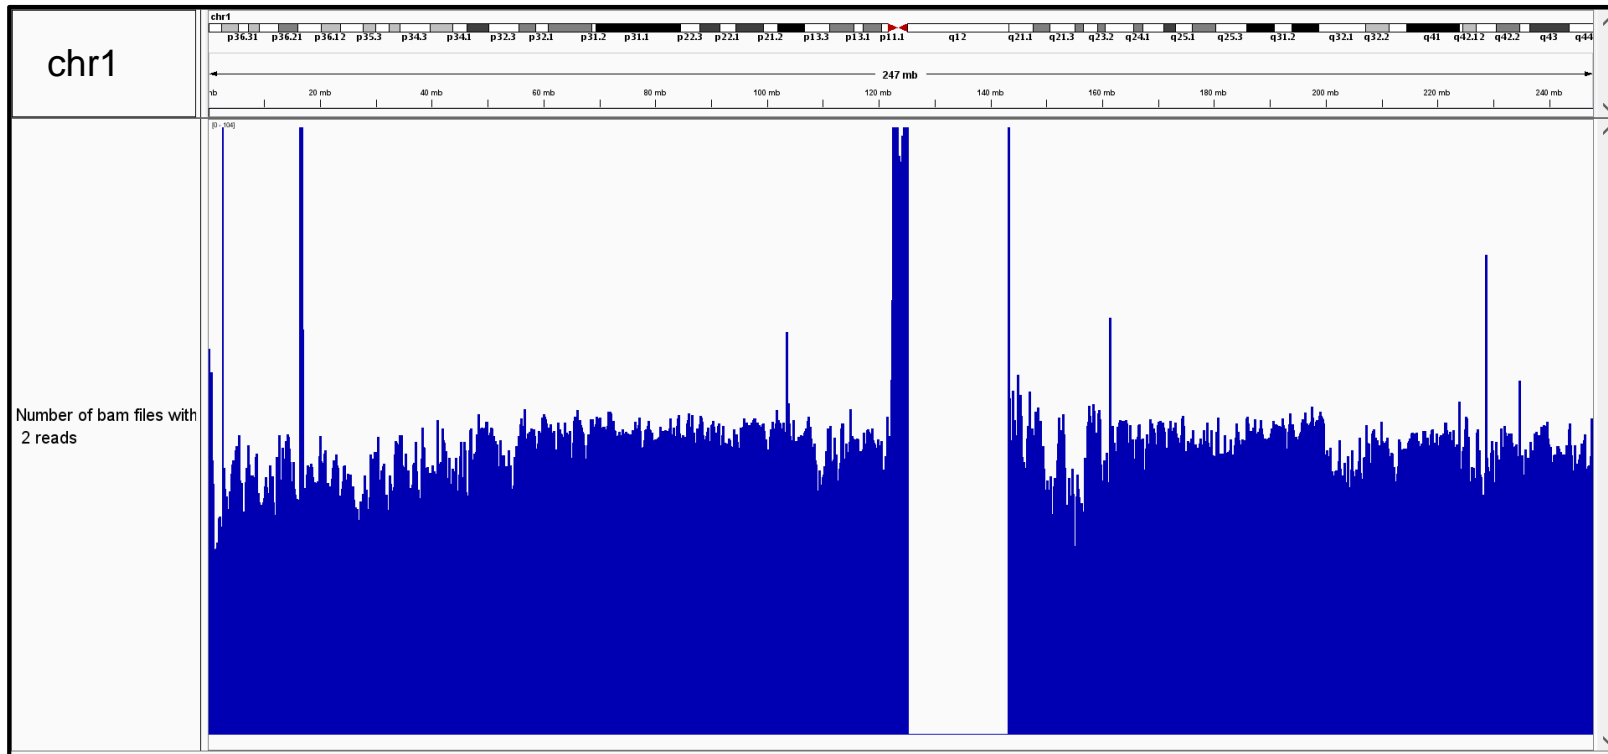 chr1
chr1
p36.31 p36.21 p36.12 p35.3 p34.3 p34.1 p32.3 p32.1 p31.2 p31.1 p22.3 p22.1 p21.2 p13.3 p13.1 p11.1 q12 q21.1 q21.3 q23.2 q24.1 q25.1 q25.3 q31.2 q32.1 q32.2 q41 q42.12 q42.2 q43 q44
247 mb
mb 20 mb 40 mb 60 mb 80 mb 100 mb 120 mb 140 mb 160 mb 180 mb 200 mb 220 mb 240 mb
[0 - 104]
Number of bam files with
2 reads